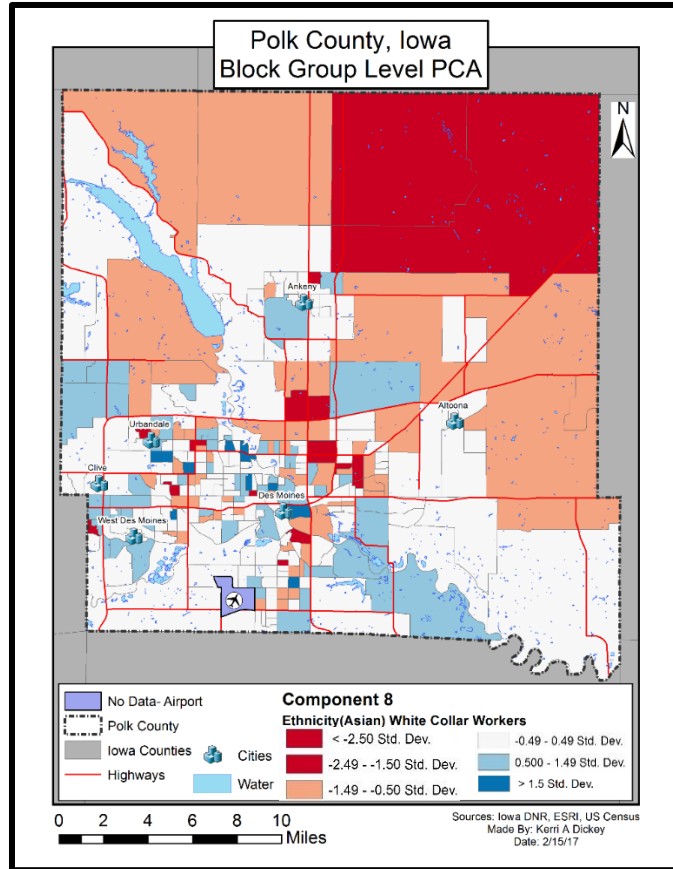 Polk County, Iowa
Block Group Level PCA
N
Ankeny
Altoona
Urbandale
Clive
Des Moines
West Des Moines
No Data- Airport
Polk County
Iowa Counties
Highways
Cities
Water
Component 8
Ethnicity(Asian) White Collar Workers
< -2.50 Std. Dev.
-2.49 - -1.50 Std. Dev.
-1.49 - -0.50 Std. Dev.
-0.49 - 0.49 Std. Dev.
0.500 - 1.49 Std. Dev.
> 1.5 Std. Dev.
0 2 4 6 8 10
Miles
Sources: Iowa DNR, ESRI, US Census
Made By: Kerri A Dickey
Date: 2/15/17